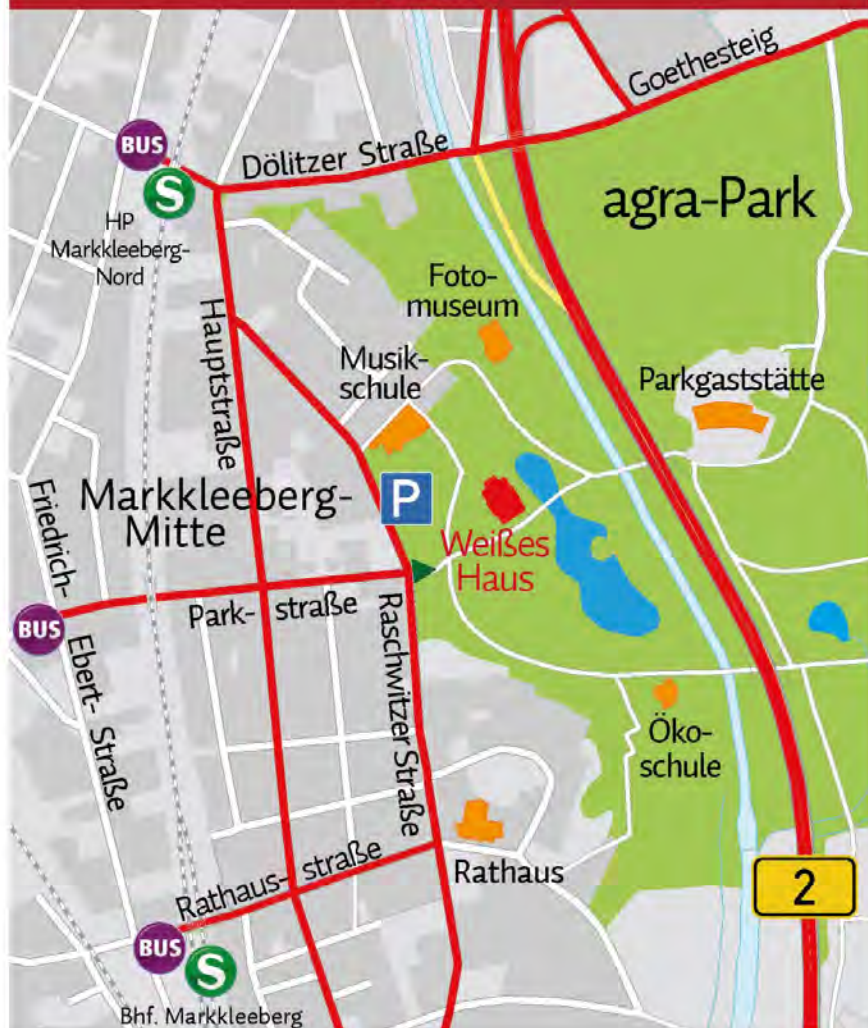 Goethesteig
BUS
Dölitzer Straße
S
HP
Markkleeberg-
Nord
agra-Park
Foto-
museum
Hauptstraße
Musik-
schule
Parkgaststätte
Markkleeberg-
Mitte
P
Weißes
Haus
Friedrich-
Ebert- Straße
BUS
Park- straße
Raschwitzer Straße
Öko-
schule
Rathaus- straße
Rathaus
2
BUS
S
Bhf. Markkleeberg